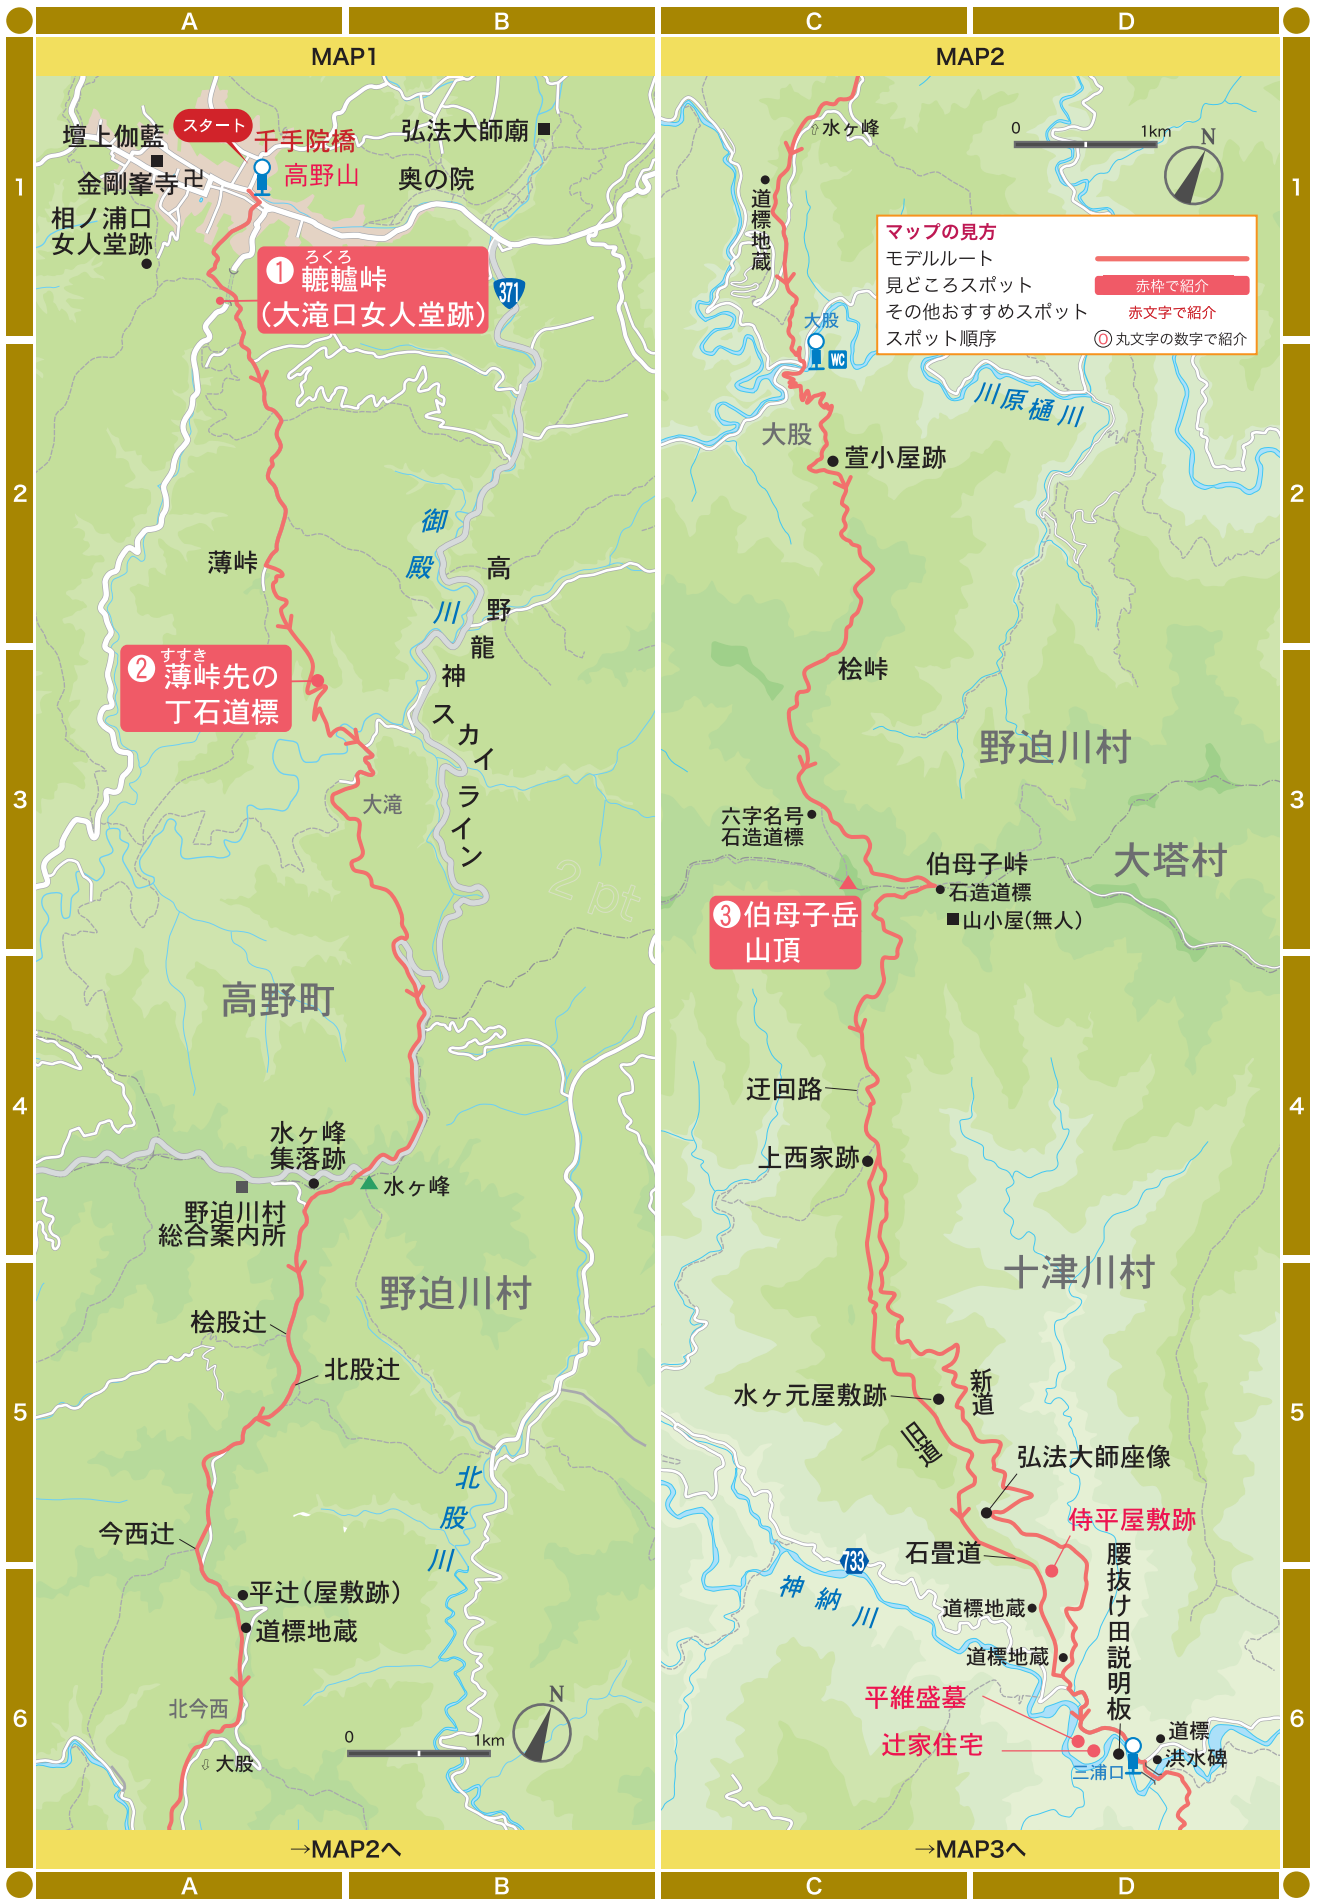 A
B
C
D
MAP1
MAP2
1
2
3
4
5
6
1
2
3
4
5
6
壇上伽藍
スタート
千手院橋
高野山
弘法大師廟
奥の院
金剛峯寺卍
相ノ浦口
女人堂跡
ろくろ
① 轆轤峠
(大滝口女人堂跡)
371
薄峠
御殿川
高野龍神スカイライン
すすき
② 薄峠先の
丁石道標
大滝
2 pt
高野町
水ヶ峰
集落跡
水ヶ峰
野迫川村
総合案内所
野迫川村
桧股辻
北股辻
北股川
今西辻
平辻(屋敷跡)
道標地蔵
北今西
⇩大股
0
1km
N
→MAP2へ
⇧水ヶ峰
0
1km
N
道標地蔵
マップの見方
モデルルート
見どころスポット
赤枠で紹介
その他おすすめスポット
赤文字で紹介
スポット順序
⓪丸文字の数字で紹介
大股
WC
川原樋川
大股
萱小屋跡
桧峠
野迫川村
六字名号
石造道標
伯母子峠
石造道標
山小屋(無人)
大塔村
③伯母子岳
山頂
迂回路
上西家跡
十津川村
水ヶ元屋敷跡
新道
旧道
弘法大師座像
侍平屋敷跡
石畳道
733
神納川
道標地蔵
道標地蔵
腰抜け田説明板
平維盛墓
辻家住宅
三浦口
道標
洪水碑
→MAP3へ
A
B
C
D